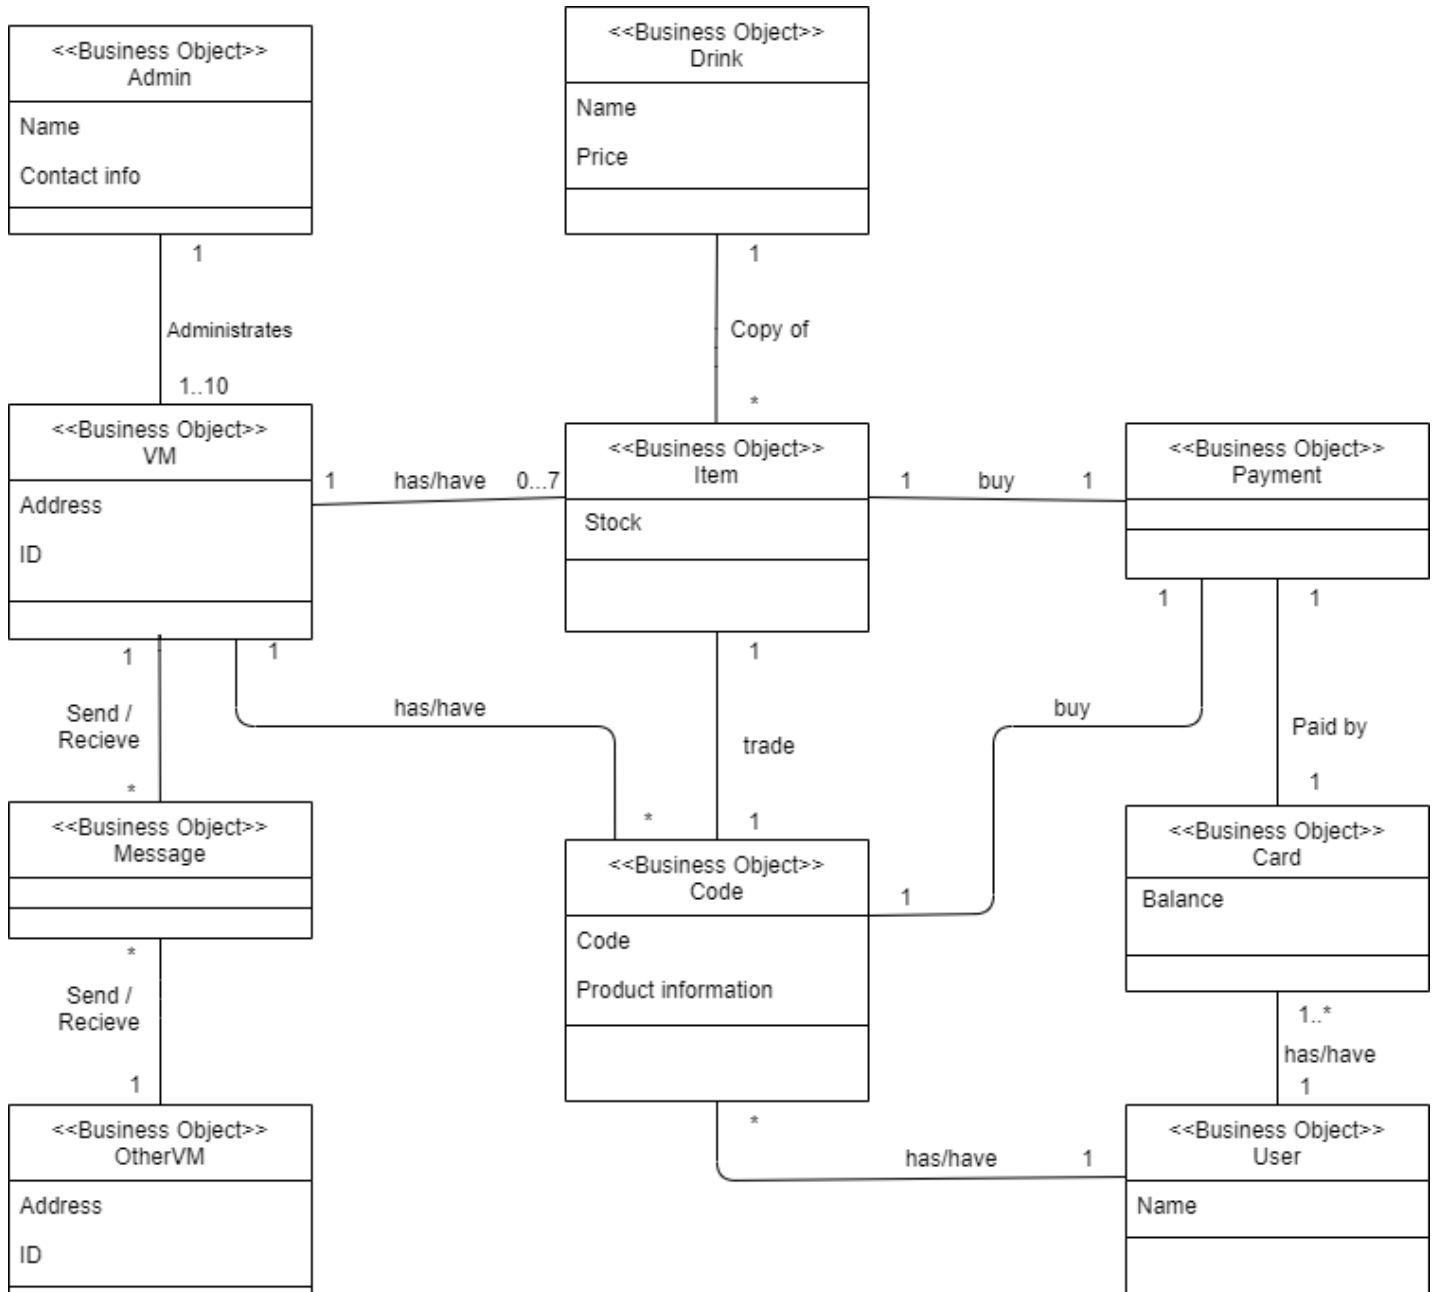 <<Business Object>>
Admin
Name
Contact info
<<Business Object>>
Drink
Name
Price
1
Administrates
1..10
1
Copy of
*
<<Business Object>>
VM
Address
ID
1 has/have 0...7
<<Business Object>>
Item
Stock
1 buy 1
<<Business Object>>
Payment
1
Send /
Recieve
*
1
has/have
*
1
trade
1
1
buy
1
1
Paid by
1
<<Business Object>>
Message
<<Business Object>>
Code
Code
Product information
<<Business Object>>
Card
Balance
*
Send /
Recieve
1
1..*
has/have
1
*
has/have 1
<<Business Object>>
OtherVM
Address
ID
<<Business Object>>
User
Name